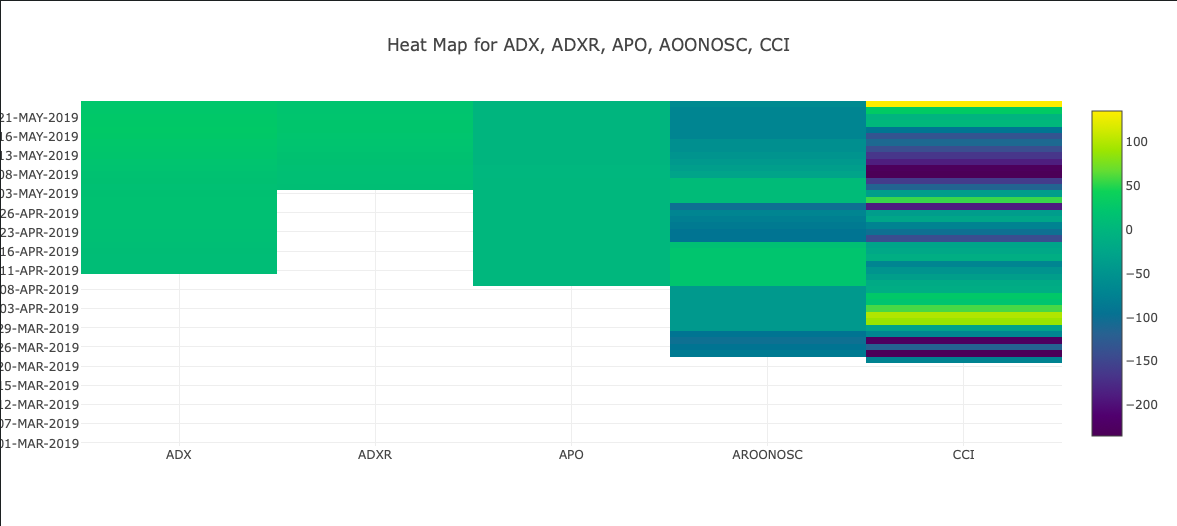 Heat Map for ADX, ADXR, APO, AOONOSC, CCI
21-MAY-2019
16-MAY-2019
13-MAY-2019
08-MAY-2019
03-MAY-2019
26-APR-2019
23-APR-2019
16-APR-2019
11-APR-2019
08-APR-2019
03-APR-2019
29-MAR-2019
26-MAR-2019
20-MAR-2019
15-MAR-2019
12-MAR-2019
07-MAR-2019
01-MAR-2019
ADX
ADXR
APO
AROONOSC
CCI
100
50
0
−50
−100
−150
−200